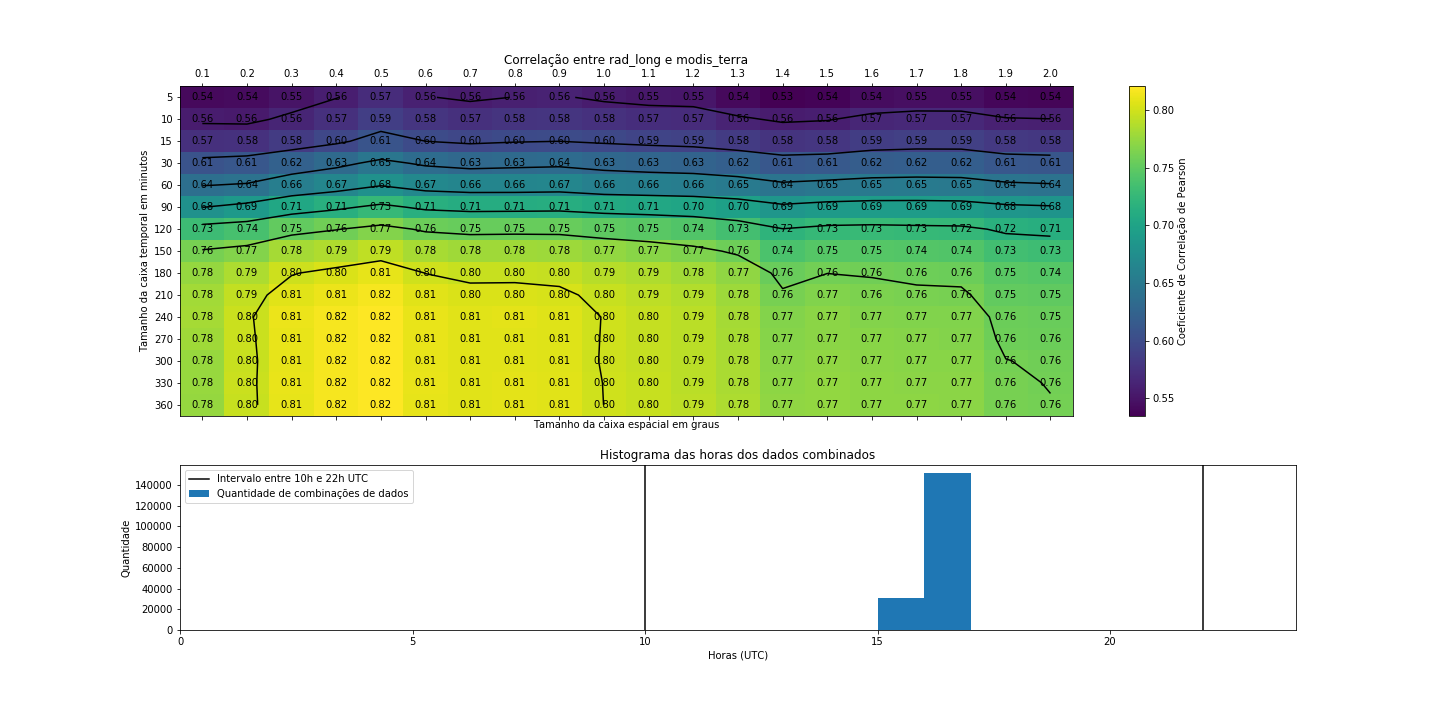 Correlação entre rad_long e modis_terra
0.1 0.2 0.3 0.4 0.5 0.6 0.7 0.8 0.9 1.0 1.1 1.2 1.3 1.4 1.5 1.6 1.7 1.8 1.9 2.0
5 0.54 0.54 0.55 0.56 0.57 0.56 0.56 0.56 0.56 0.56 0.55 0.55 0.54 0.53 0.54 0.54 0.55 0.55 0.54 0.54
10 0.56 0.56 0.56 0.57 0.59 0.58 0.57 0.58 0.58 0.58 0.57 0.57 0.56 0.56 0.56 0.57 0.57 0.57 0.56 0.56
15 0.57 0.58 0.58 0.60 0.61 0.60 0.60 0.60 0.60 0.60 0.59 0.59 0.58 0.58 0.58 0.59 0.59 0.59 0.58 0.58
30 0.61 0.61 0.62 0.63 0.65 0.64 0.63 0.63 0.64 0.63 0.63 0.63 0.62 0.61 0.61 0.62 0.62 0.62 0.61 0.61
60 0.64 0.64 0.66 0.67 0.68 0.67 0.66 0.66 0.67 0.66 0.66 0.66 0.65 0.64 0.65 0.65 0.65 0.65 0.64 0.64
90 0.68 0.69 0.71 0.71 0.73 0.71 0.71 0.71 0.71 0.71 0.71 0.70 0.70 0.69 0.69 0.69 0.69 0.69 0.68 0.68
120 0.73 0.74 0.75 0.76 0.77 0.76 0.75 0.75 0.75 0.75 0.75 0.74 0.73 0.72 0.73 0.73 0.73 0.72 0.72 0.71
150 0.76 0.77 0.78 0.79 0.79 0.78 0.78 0.78 0.78 0.77 0.77 0.77 0.76 0.74 0.75 0.75 0.74 0.74 0.73 0.73
180 0.78 0.79 0.80 0.80 0.81 0.80 0.80 0.80 0.80 0.79 0.79 0.78 0.77 0.76 0.76 0.76 0.76 0.76 0.75 0.74
210 0.78 0.79 0.81 0.81 0.82 0.81 0.80 0.80 0.80 0.80 0.79 0.79 0.78 0.76 0.77 0.76 0.76 0.76 0.75 0.75
240 0.78 0.80 0.81 0.82 0.82 0.81 0.81 0.81 0.81 0.80 0.80 0.79 0.78 0.77 0.77 0.77 0.77 0.77 0.76 0.75
270 0.78 0.80 0.81 0.82 0.82 0.81 0.81 0.81 0.81 0.80 0.80 0.79 0.78 0.77 0.77 0.77 0.77 0.77 0.76 0.76
300 0.78 0.80 0.81 0.82 0.82 0.81 0.81 0.81 0.81 0.80 0.80 0.79 0.78 0.77 0.77 0.77 0.77 0.77 0.76 0.76
330 0.78 0.80 0.81 0.82 0.82 0.81 0.81 0.81 0.81 0.80 0.80 0.79 0.78 0.77 0.77 0.77 0.77 0.77 0.76 0.76
360 0.78 0.80 0.81 0.82 0.82 0.81 0.81 0.81 0.81 0.80 0.80 0.79 0.78 0.77 0.77 0.77 0.77 0.77 0.76 0.76
Tamanho da caixa temporal em minutos
Tamanho da caixa espacial em graus
0.80
0.75
0.70
0.65
0.60
0.55
Coeficiente de Correlação de Pearson
Histograma das horas dos dados combinados
Intervalo entre 10h e 22h UTC
Quantidade de combinações de dados
140000
120000
100000
80000
60000
40000
20000
0
Quantidade
0 5 10 15 20
Horas (UTC)